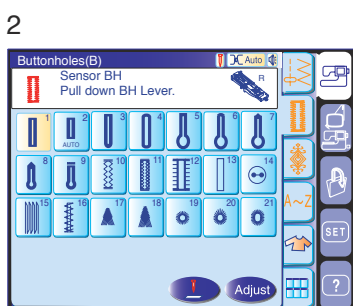 2
Buttonholes(B) Auto
Sensor BH R
Pull down BH Lever.
1 2 3 4 5 6 7
AUTO
8 9 10 11 12 13 14
15 16 17 18 19 20 21
A~Z
SET
Adjust ?